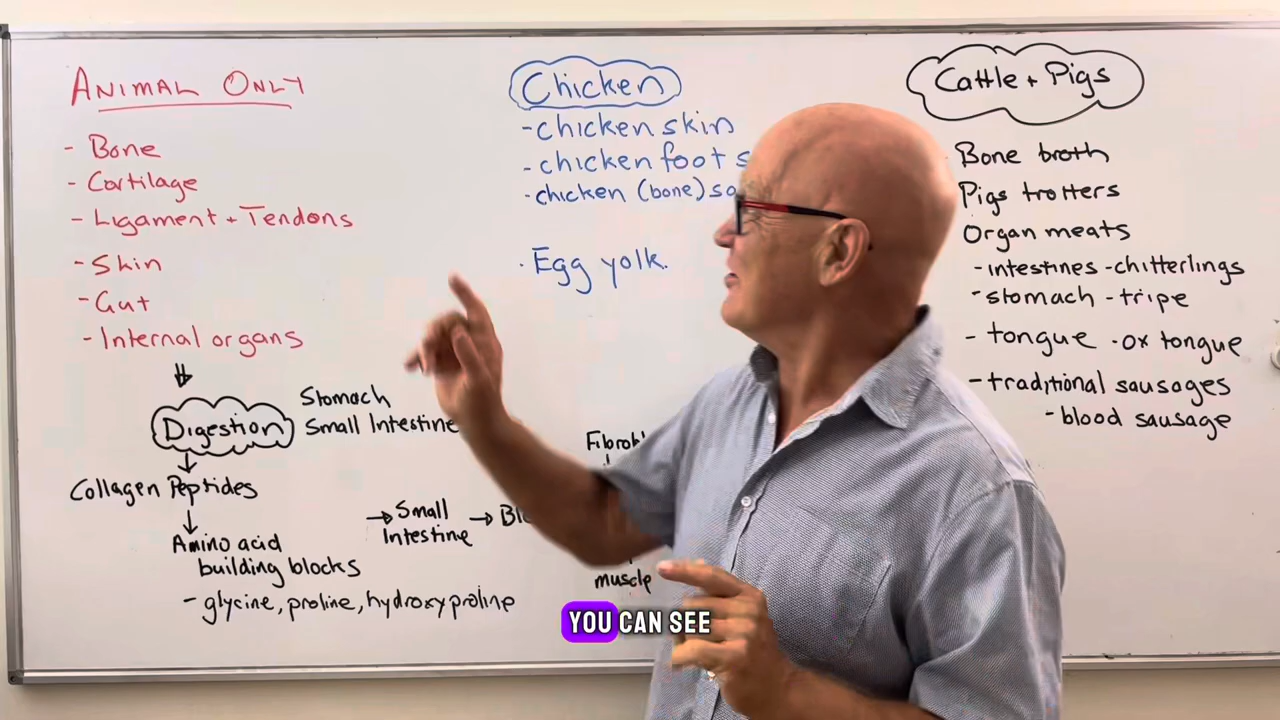 ANIMAL ONLY
- Bone
- Cartilage
- Ligament + Tendons
- Skin
- Gut
- Internal organs
Digestion
Stomach
Small Intestine
Collagen Peptides
Amino acid
building blocks
- glycine, proline, hydroxyproline
→ Small
Intestine →
muscle
Chicken
- chicken skin
- chicken foot
- chicken (bone)
· Egg yolk.
Cattle + Pigs
Bone broth
Pigs trotters
Organ meats
- intestines - chitterlings
- stomach - tripe
- tongue - ox tongue
- traditional sausages
- blood sausage
YOU CAN SEE